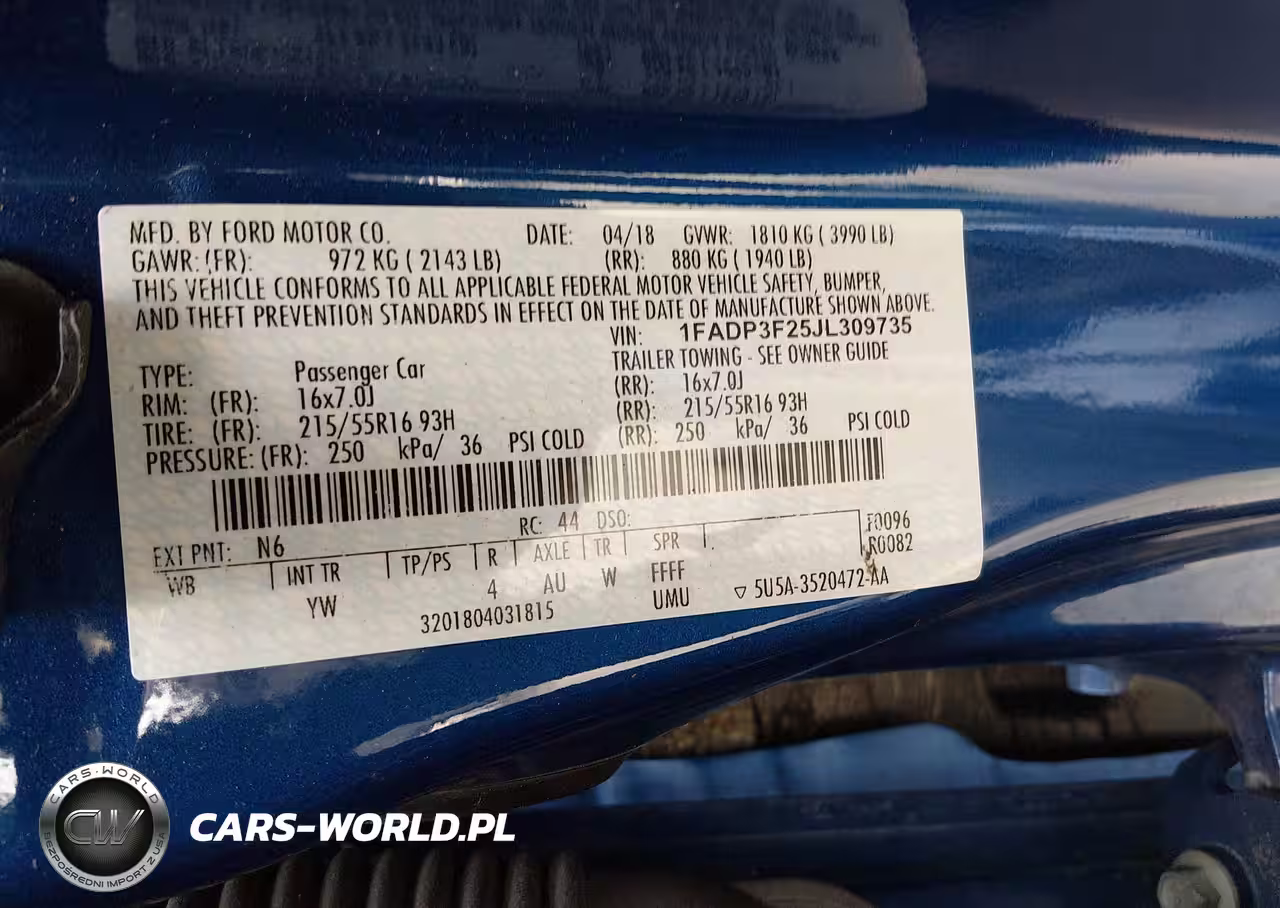 MFD. BY FORD MOTOR CO. DATE: 04/18 GVWR: 1810 KG ( 3990 LB)
GAWR: (FR): 972 KG ( 2143 LB) (RR): 880 KG ( 1940 LB)
THIS VEHICLE CONFORMS TO ALL APPLICABLE FEDERAL MOTOR VEHICLE SAFETY, BUMPER,
AND THEFT PREVENTION STANDARDS IN EFFECT ON THE DATE OF MANUFACTURE SHOWN ABOVE.
VIN: 1FADP3F25JL309735
TYPE: Passenger Car TRAILER TOWING - SEE OWNER GUIDE
RIM: (FR): 16x7.0J (RR): 16x7.0J
TIRE: (FR): 215/55R16 93H (RR): 215/55R16 93H
PRESSURE: (FR): 250 kPa/ 36 PSI COLD (RR): 250 kPa/ 36 PSI COLD
EXT PNT: N6 RC: 44 DSO: F0096
WB INT TR TP/PS R AXLE TR SPR R0082
YW 4 AU W FFFF
3201804031815 UMU ▽ 5U5A-3520472-AA
CARS-WORLD
CW
BEZPOŚREDNI IMPORT Z USA
CARS-WORLD.PL